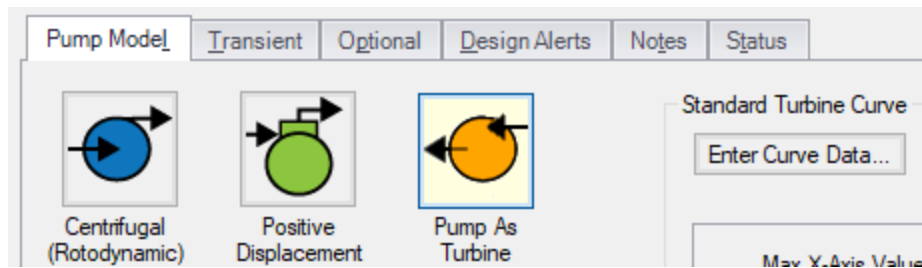 Pump Model Transient Optional Design Alerts Notes Status
Standard Turbine Curve
Enter Curve Data...
Centrifugal
(Rotodynamic)
Positive
Displacement
Pump As
Turbine
Max X-Axis Value